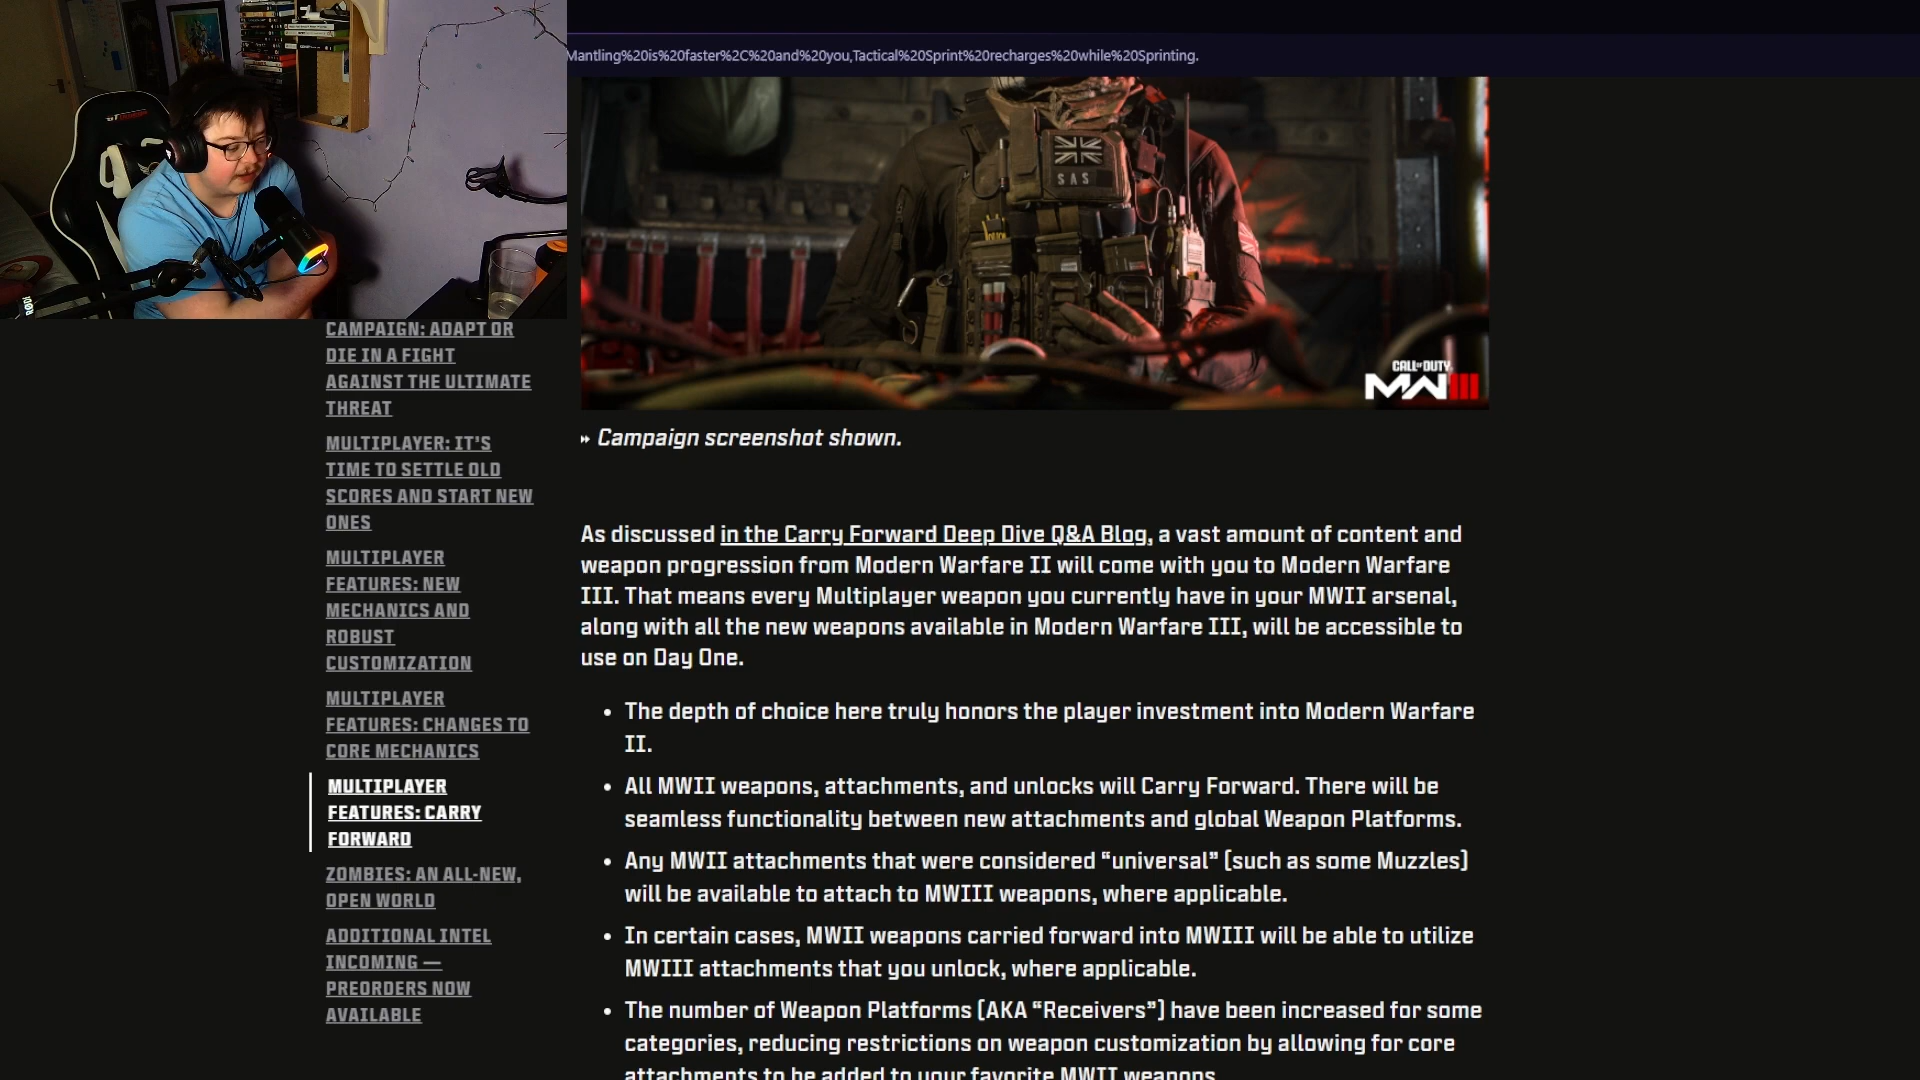 Mantling%20is%20faster%2C%20and%20you,Tactical%20Sprint%20recharges%20while%20Sprinting.
SAS
CALL OF DUTY
MWIII
CAMPAIGN: ADAPT OR
DIE IN A FIGHT
AGAINST THE ULTIMATE
THREAT
MULTIPLAYER: IT'S
TIME TO SETTLE OLD
SCORES AND START NEW
ONES
MULTIPLAYER
FEATURES: NEW
MECHANICS AND
ROBUST
CUSTOMIZATION
MULTIPLAYER
FEATURES: CHANGES TO
CORE MECHANICS
MULTIPLAYER
FEATURES: CARRY
FORWARD
ZOMBIES: AN ALL-NEW,
OPEN WORLD
ADDITIONAL INTEL
INCOMING —
PREORDERS NOW
AVAILABLE
Campaign screenshot shown.
As discussed in the Carry Forward Deep Dive Q&A Blog, a vast amount of content and
weapon progression from Modern Warfare II will come with you to Modern Warfare
III. That means every Multiplayer weapon you currently have in your MWII arsenal,
along with all the new weapons available in Modern Warfare III, will be accessible to
use on Day One.
• The depth of choice here truly honors the player investment into Modern Warfare
II.
• All MWII weapons, attachments, and unlocks will Carry Forward. There will be
seamless functionality between new attachments and global Weapon Platforms.
• Any MWII attachments that were considered “universal” (such as some Muzzles)
will be available to attach to MWIII weapons, where applicable.
• In certain cases, MWII weapons carried forward into MWIII will be able to utilize
MWIII attachments that you unlock, where applicable.
• The number of Weapon Platforms (AKA “Receivers”) have been increased for some
categories, reducing restrictions on weapon customization by allowing for core
attachments to be added to your favorite MWII weapons.